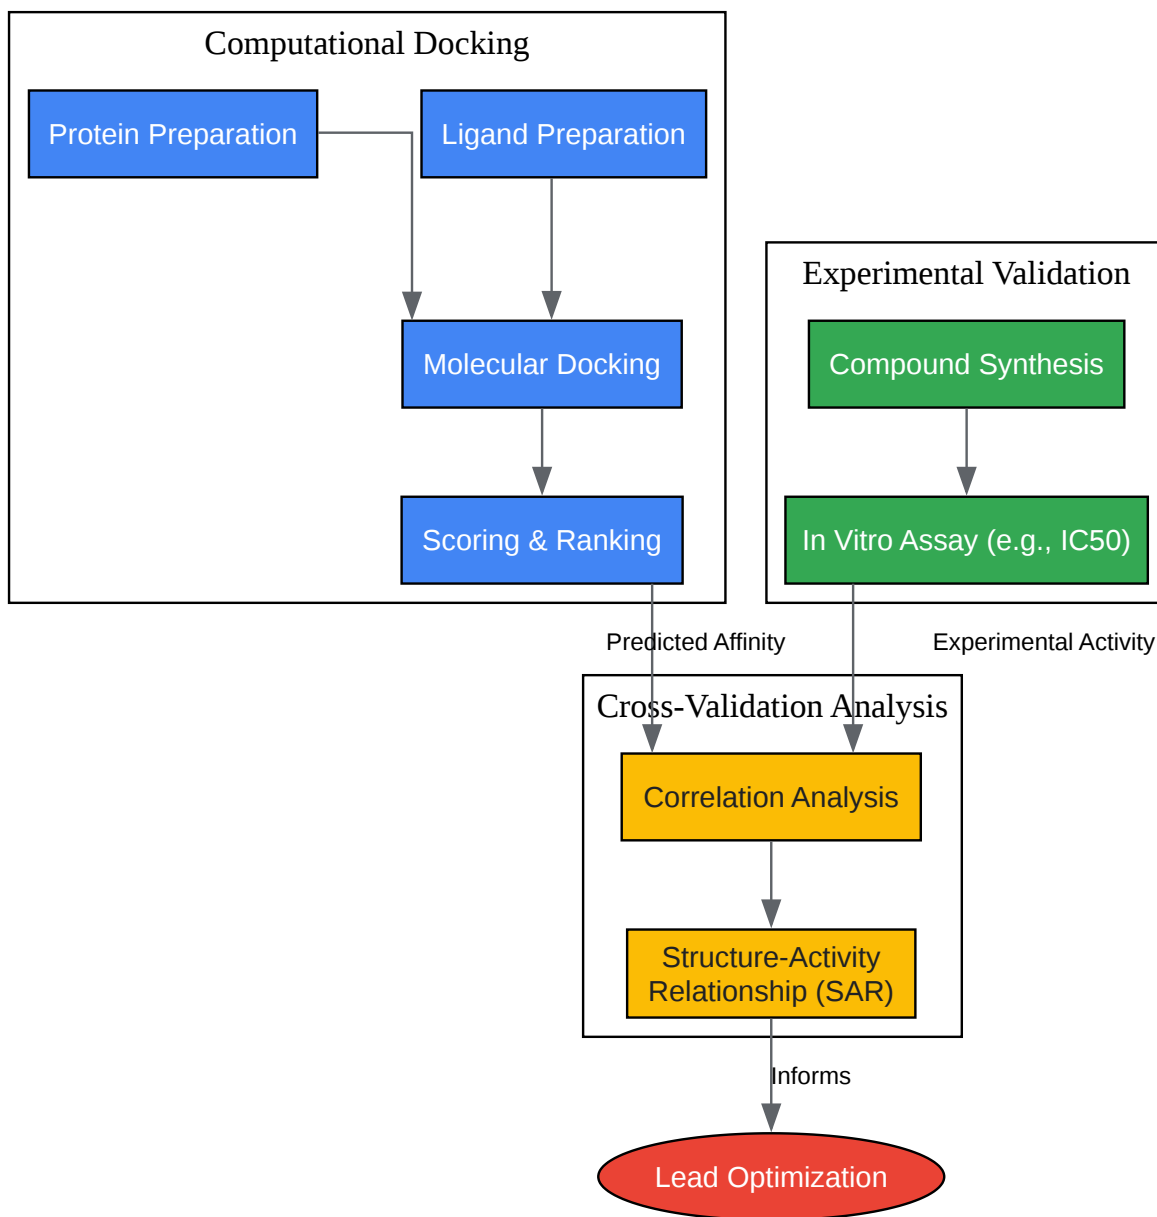 Computational Docking
Protein Preparation
Ligand Preparation
Experimental Validation
Molecular Docking
Compound Synthesis
Scoring & Ranking
In Vitro Assay (e.g., IC50)
Predicted Affinity
Experimental Activity
Cross-Validation Analysis
Correlation Analysis
Structure-Activity
Relationship (SAR)
Informs
Lead Optimization